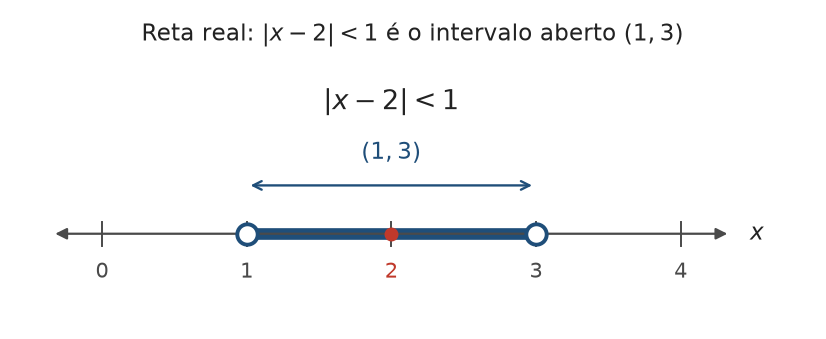 Reta real: |x − 2| < 1 é o intervalo aberto (1, 3)
|x − 2| < 1
(1, 3)
x
0 1 2 3 4